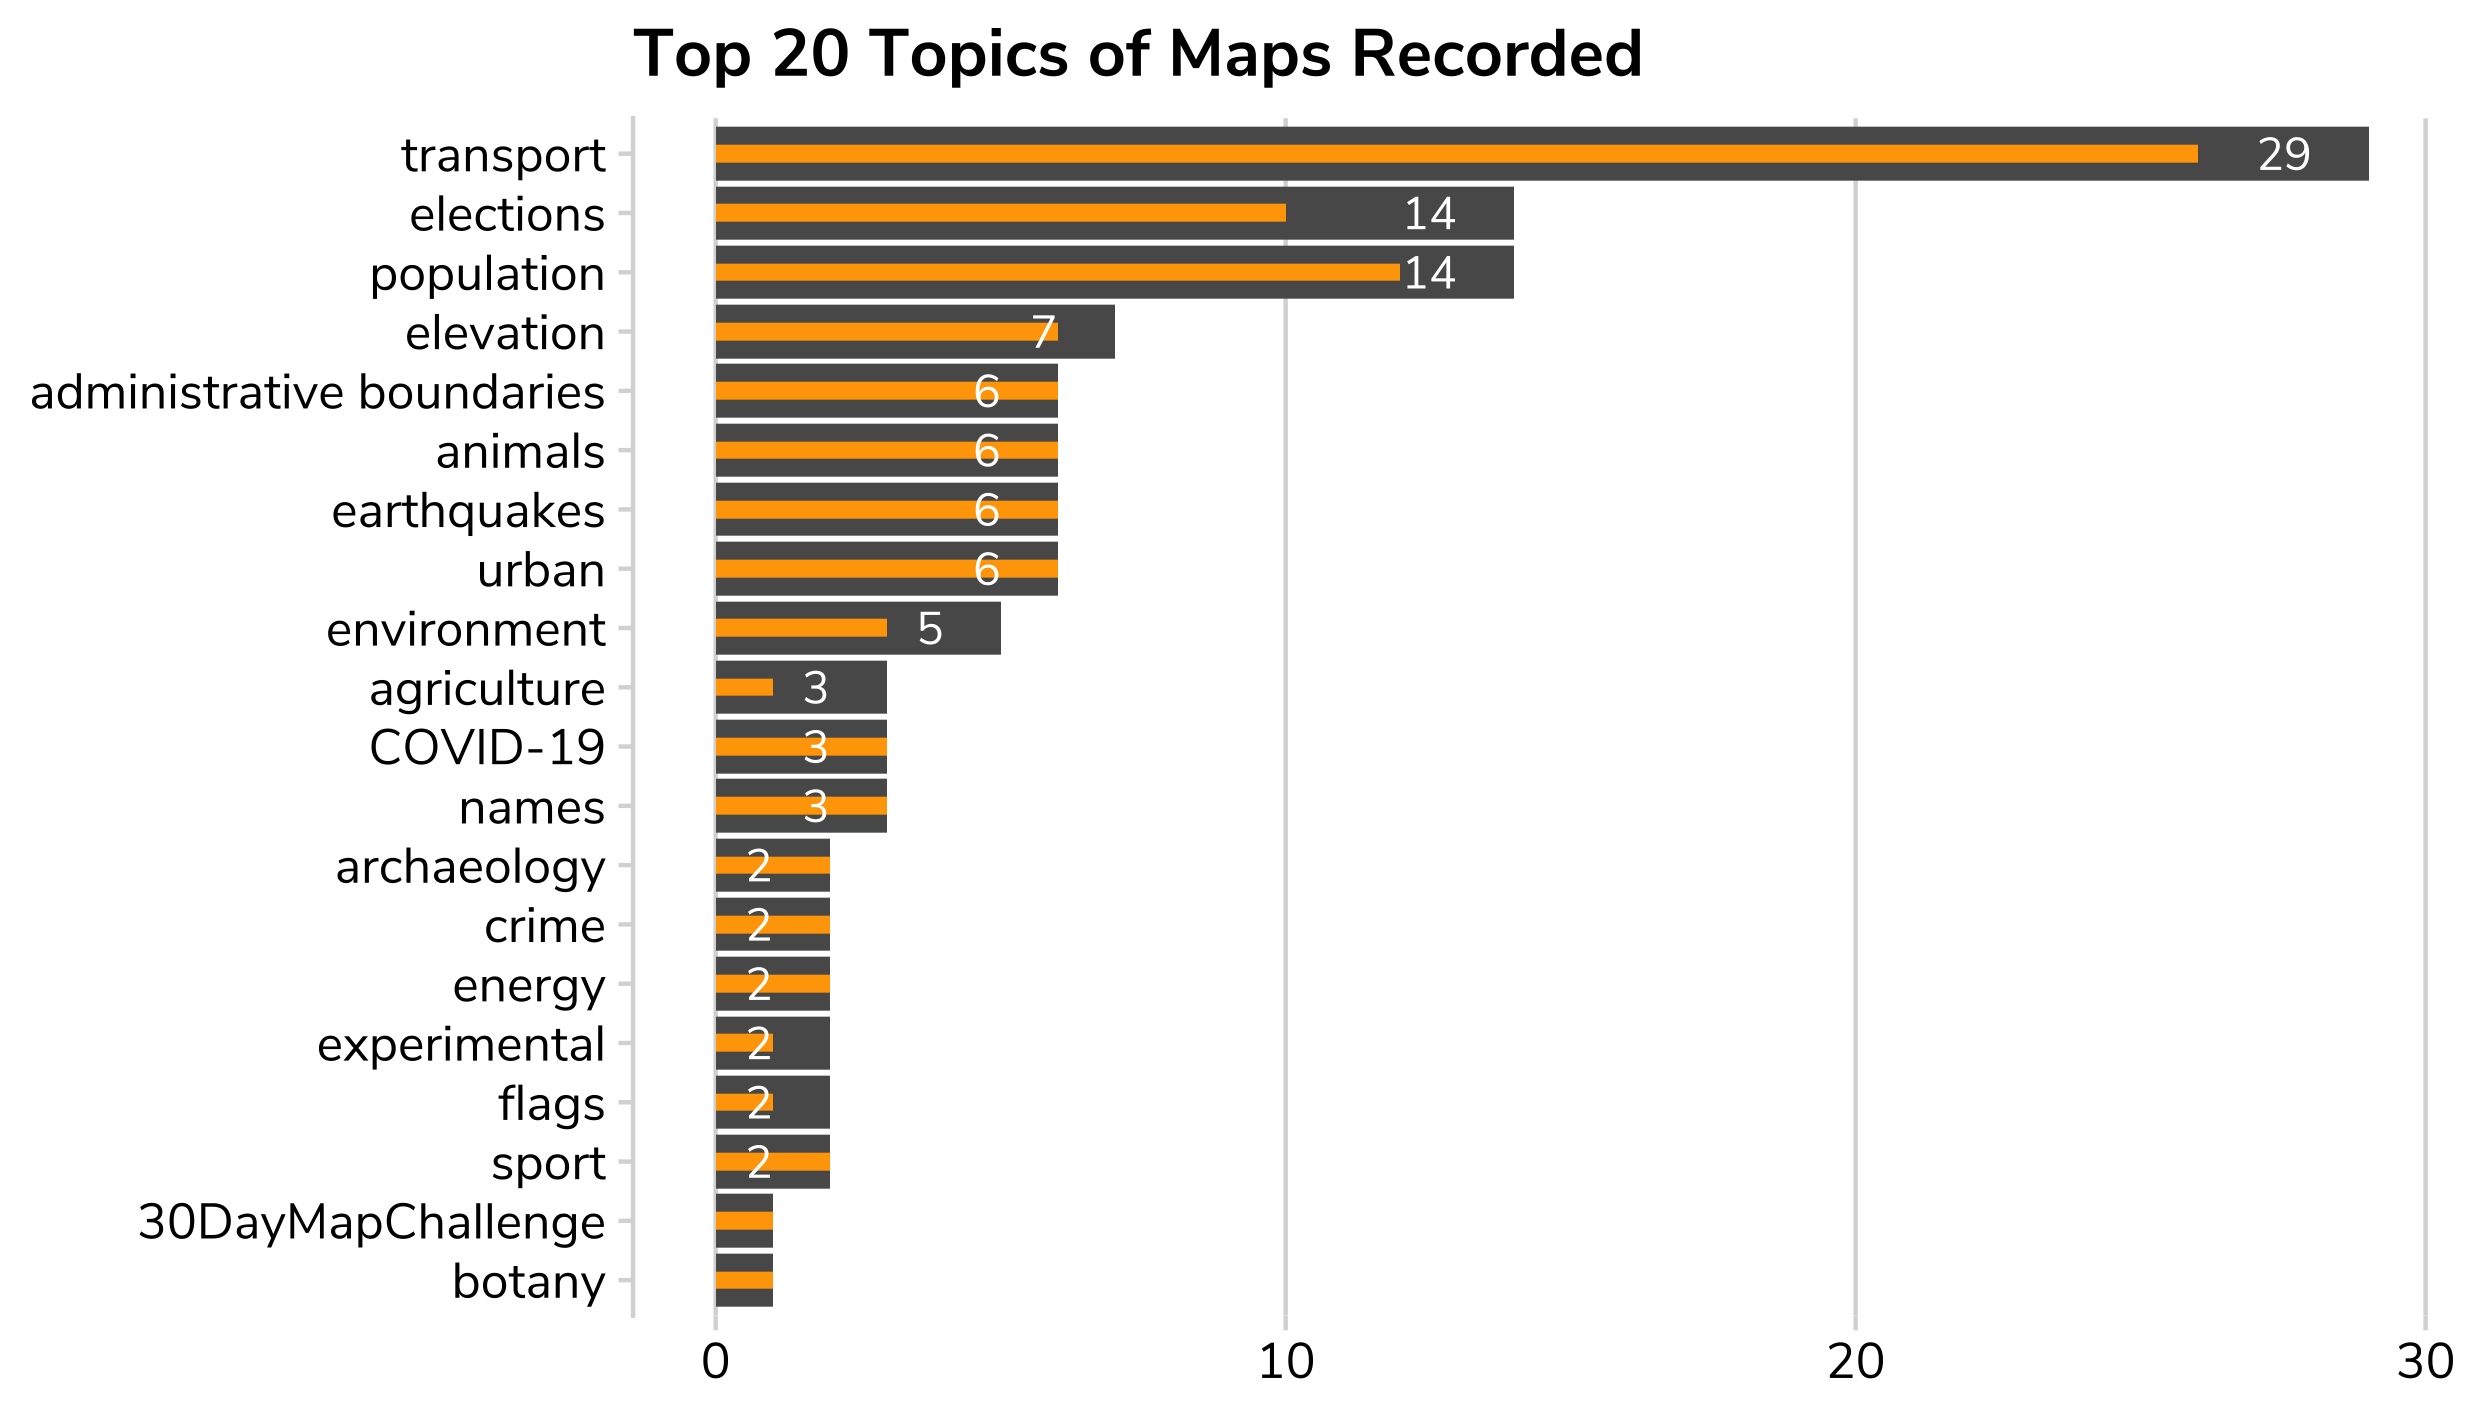 Top 20 Topics of Maps Recorded
transport 29
elections 14
population 14
elevation 7
administrative boundaries 6
animals 6
earthquakes 6
urban 6
environment 5
agriculture 3
COVID-19 3
names 3
archaeology 2
crime 2
energy 2
experimental 2
flags 2
sport 2
30DayMapChallenge
botany
0 10 20 30